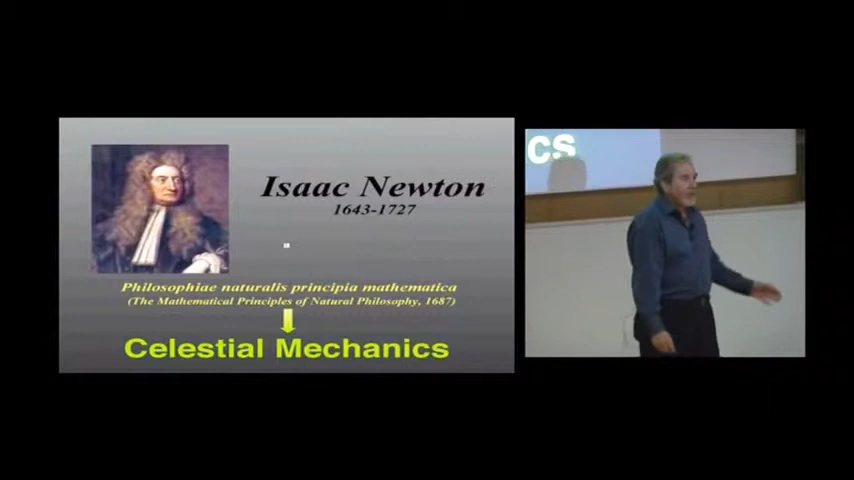 Isaac Newton
1643-1727
Philosophiae naturalis principia mathematica
(The Mathematical Principles of Natural Philosophy, 1687)
Celestial Mechanics
cs